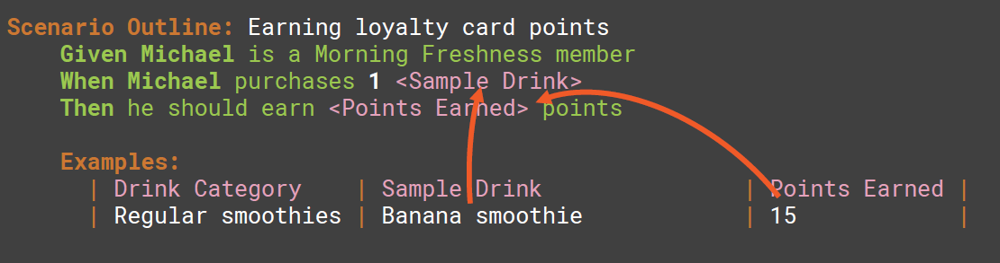 Scenario Outline: Earning loyalty card points
Given Michael is a Morning Freshness member
When Michael purchases 1 <Sample Drink>
Then he should earn <Points Earned> points
Examples:
| Drink Category | Sample Drink | Points Earned |
| Regular smoothies | Banana smoothie | 15 |